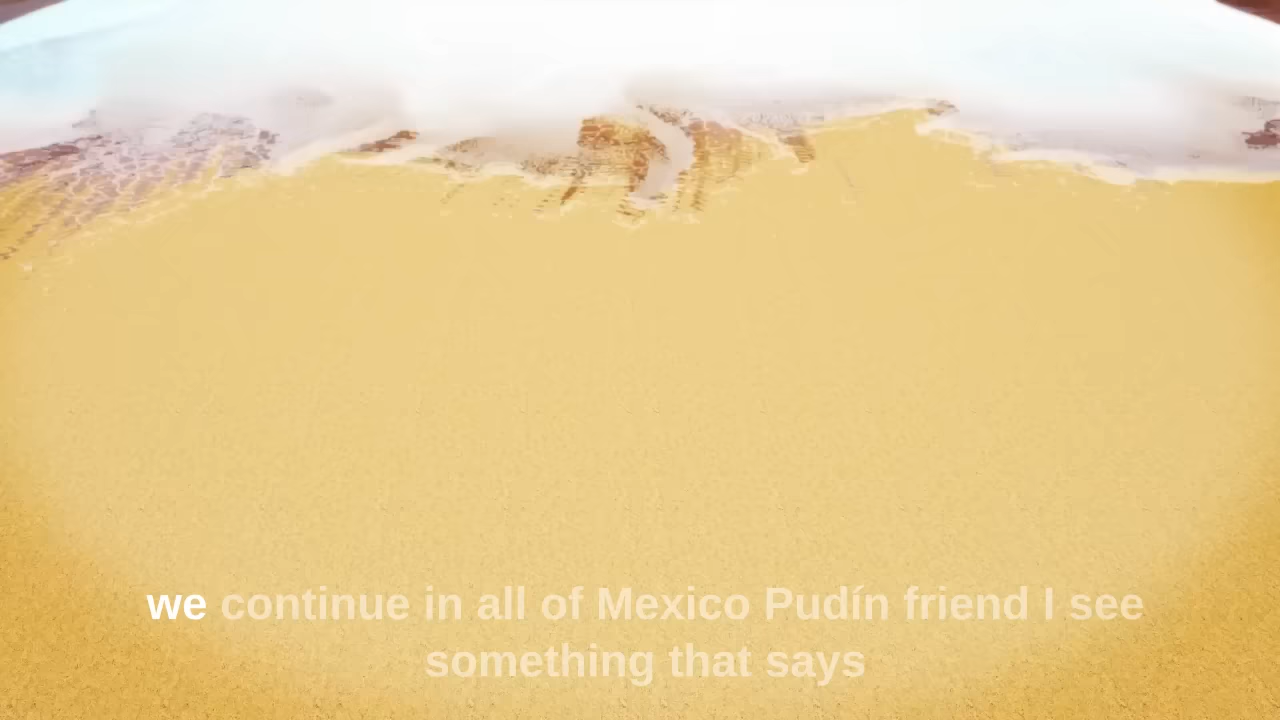 we continue in all of Mexico Pudín friend I see
something that says